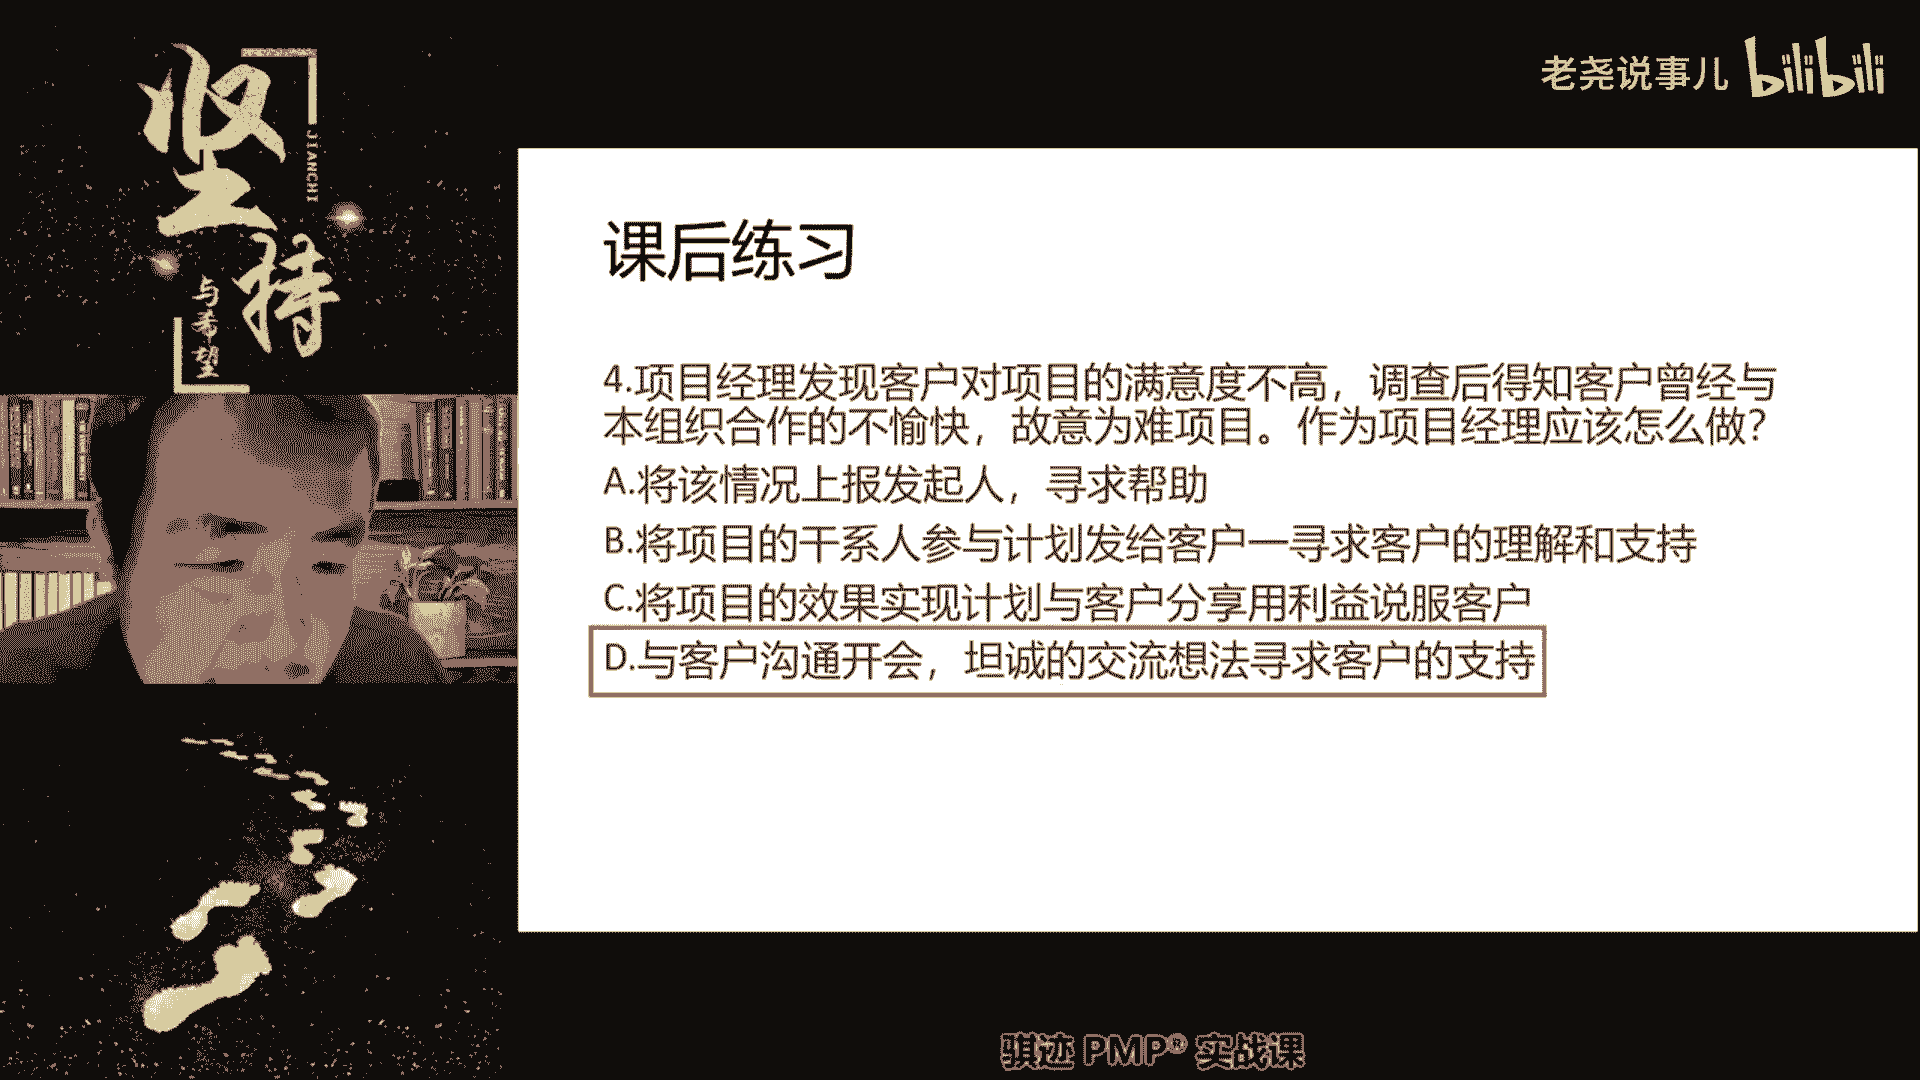 坚持
JIANCHI
与希望
老尧说事儿 bilibili
课后练习
4.项目经理发现客户对项目的满意度不高，调查后得知客户曾经与
本组织合作的不愉快，故意为难项目。作为项目经理应该怎么做？
A.将该情况上报发起人，寻求帮助
B.将项目的干系人参与计划发给客户一寻求客户的理解和支持
C.将项目的效果实现计划与客户分享用利益说服客户
D.与客户沟通开会，坦诚的交流想法寻求客户的支持
骐迹 PMP® 实战课